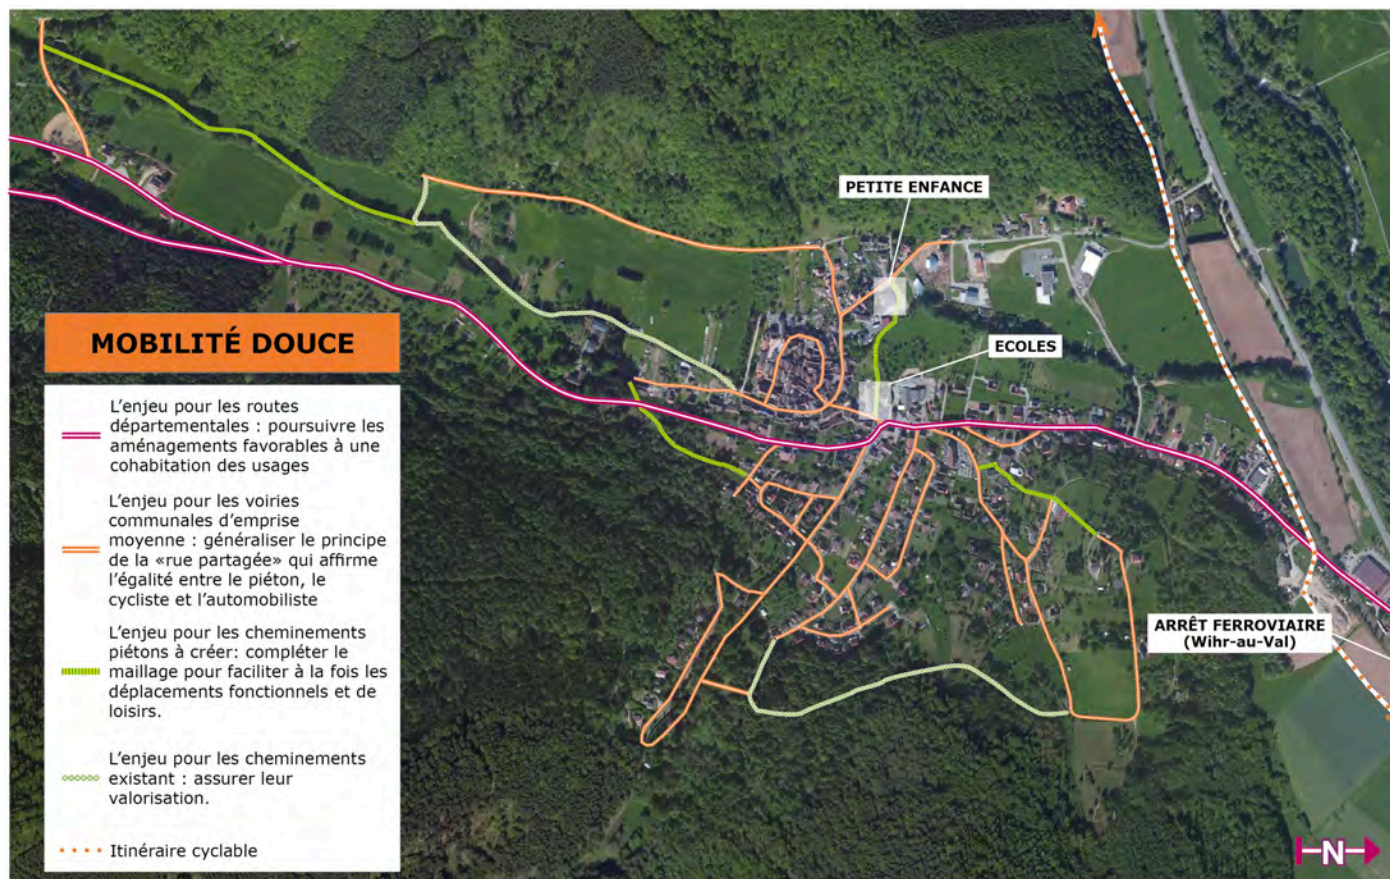 PETITE ENFANCE
ECOLES
MOBILITÉ DOUCE
L'enjeu pour les routes
départementales : poursuivre les
aménagements favorables à une
cohabitation des usages
L'enjeu pour les voiries
communales d'emprise
moyenne : généraliser le principe
de la «rue partagée» qui affirme
l'égalité entre le piéton, le
cycliste et l'automobiliste
L'enjeu pour les cheminements
piétons à créer: compléter le
maillage pour faciliter à la fois les
déplacements fonctionnels et de
loisirs.
L'enjeu pour les cheminements
existant : assurer leur
valorisation.
Itinéraire cyclable
ARRÊT FERROVIAIRE
(Wihr-au-Val)
N